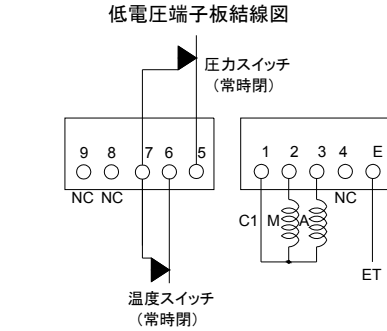 低電圧端子板結線図
圧力スイッチ
（常時閉）
9 8 7 6 5
1 2 3 4 E
NC NC
NC
C1 M A
ET
温度スイッチ
（常時閉）